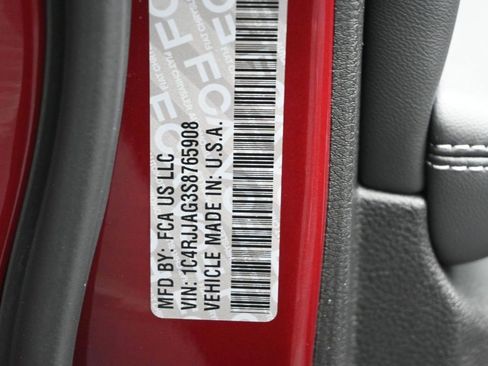 MFD BY: FCA US LLC
VIN: 1C4RJJAG3S8765908
VEHICLE MADE IN: U.S.A.